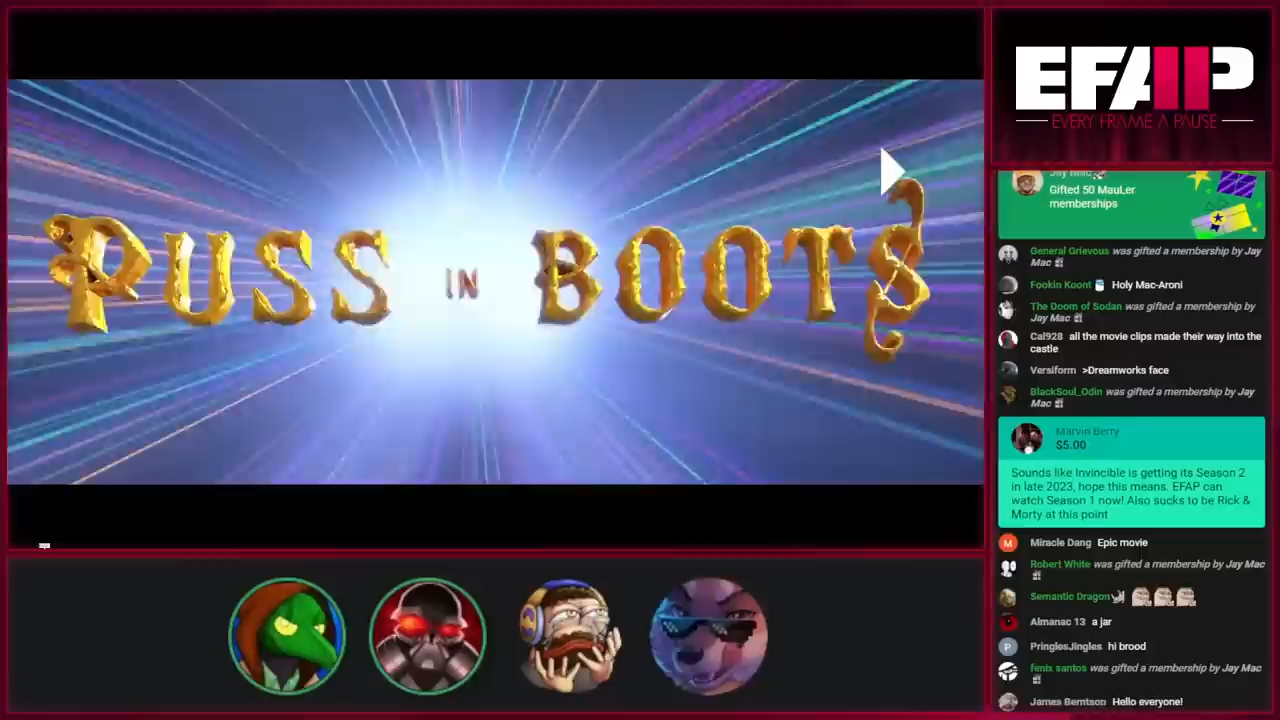 PUSS IN BOOTS
EFAP
EVERY FRAME A PAUSE
Gifted 50 MauLer
memberships
General Grievous was gifted a membership by Jay
Mac
Fookin Koont Holy Mac-Aroni
The Doom of Sodan was gifted a membership by
Jay Mac
Cal928 all the movie clips made their way into the
castle
Versiform >Dreamworks face
BlackSoul_Odin was gifted a membership by Jay
Mac
Marvin Berry
$5.00
Sounds like Invincible is getting its Season 2
in late 2023, hope this means. EFAP can
watch Season 1 now! Also sucks to be Rick &
Morty at this point
M
Miracle Dang Epic movie
Robert White was gifted a membership by Jay Mac
Semantic Dragon
Almanac 13 a jar
P
PringlesJingles hi brood
fenix santos was gifted a membership by Jay Mac
James Berntson Hello everyone!